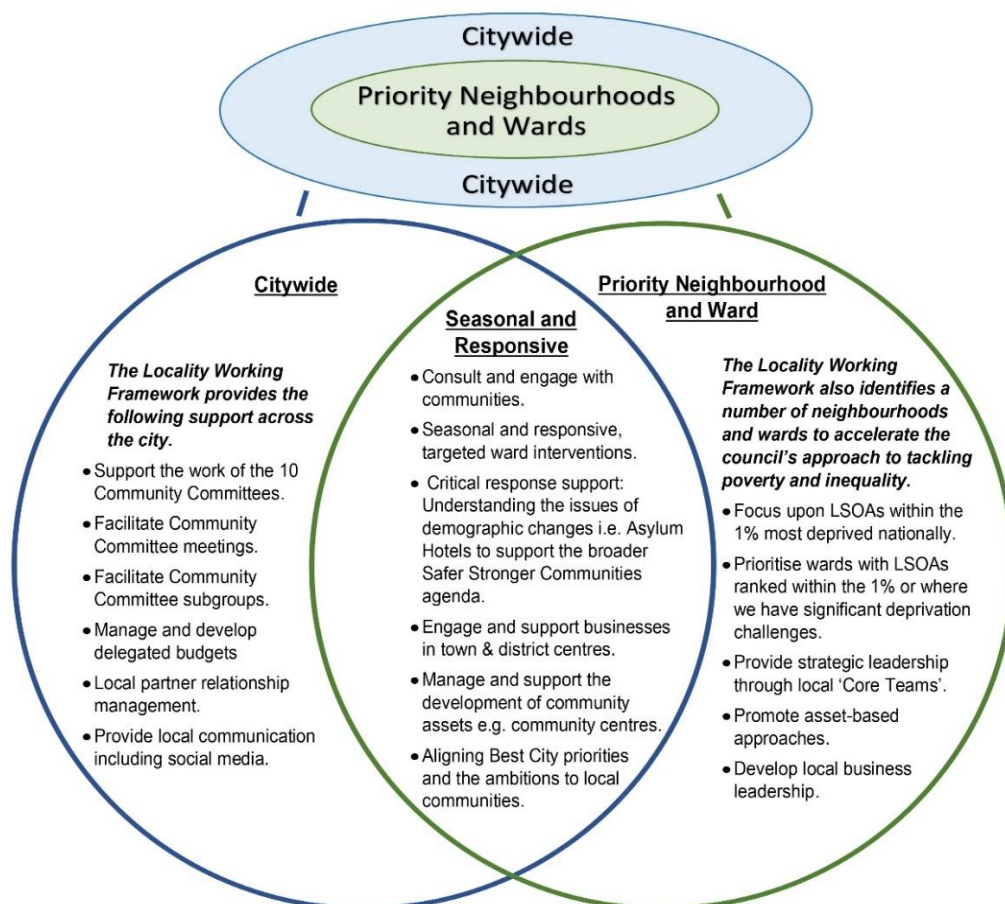 Citywide
Priority Neighbourhoods
and Wards
Citywide
Citywide
The Locality Working
Framework provides the
following support across
the city.
• Support the work of the 10
Community Committees.
• Facilitate Community
Committee meetings.
• Facilitate Community
Committee subgroups.
• Manage and develop
delegated budgets
• Local partner relationship
management.
• Provide local communication
including social media.
Seasonal and
Responsive
• Consult and engage with
communities.
• Seasonal and responsive,
targeted ward interventions.
• Critical response support:
Understanding the issues of
demographic changes i.e. Asylum
Hotels to support the broader
Safer Stronger Communities
agenda.
• Engage and support businesses
in town & district centres.
• Manage and support the
development of community
assets e.g. community centres.
• Aligning Best City priorities
and the ambitions to local
communities.
Priority Neighbourhood
and Ward
The Locality Working
Framework also identifies a
number of neighbourhoods
and wards to accelerate the
council’s approach to tackling
poverty and inequality.
• Focus upon LSOAs within the
1% most deprived nationally.
• Prioritise wards with LSOAs
ranked within the 1% or where
we have significant deprivation
challenges.
• Provide strategic leadership
through local ‘Core Teams’.
• Promote asset-based
approaches.
• Develop local business
leadership.